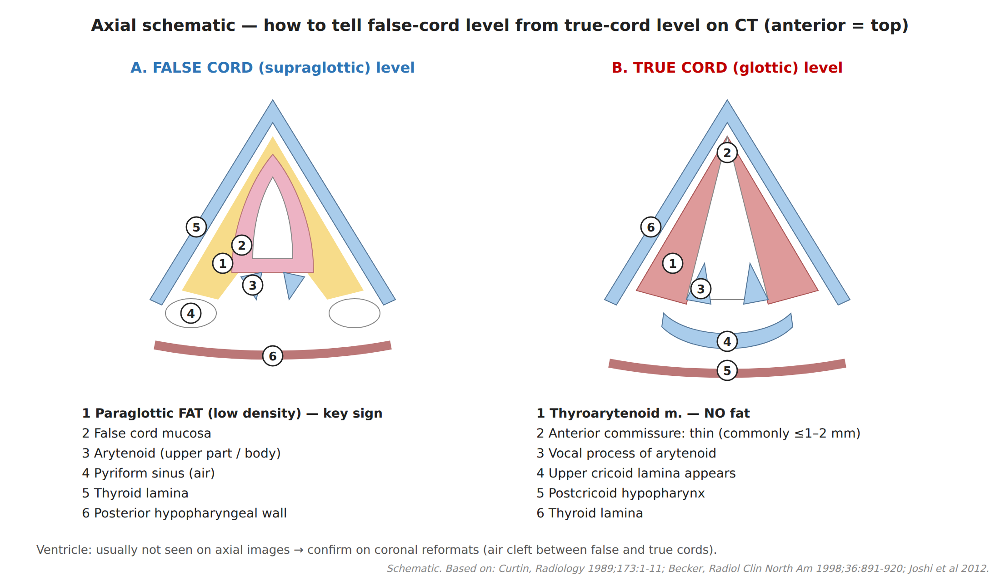 Axial schematic — how to tell false-cord level from true-cord level on CT (anterior = top)
A. FALSE CORD (supraglottic) level
B. TRUE CORD (glottic) level
5
2
1
3
4
6
2
6
1
3
4
5
1 Paraglottic FAT (low density) — key sign
2 False cord mucosa
3 Arytenoid (upper part / body)
4 Pyriform sinus (air)
5 Thyroid lamina
6 Posterior hypopharyngeal wall
1 Thyroarytenoid m. — NO fat
2 Anterior commissure: thin (commonly ≤1–2 mm)
3 Vocal process of arytenoid
4 Upper cricoid lamina appears
5 Postcricoid hypopharynx
6 Thyroid lamina
Ventricle: usually not seen on axial images → confirm on coronal reformats (air cleft between false and true cords).
Schematic. Based on: Curtin, Radiology 1989;173:1-11; Becker, Radiol Clin North Am 1998;36:891-920; Joshi et al 2012.